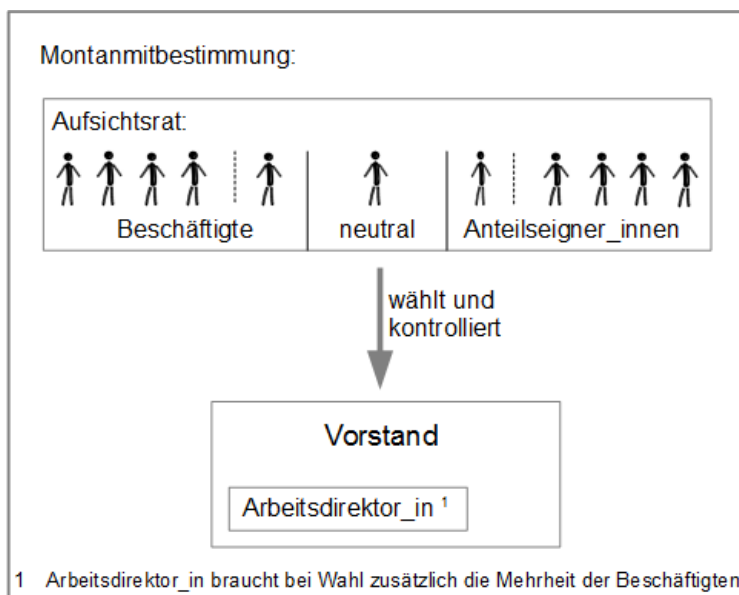 Montanmitbestimmung:
Aufsichtsrat:
Beschäftigte neutral Anteilseigner_innen
wählt und
kontrolliert
Vorstand
Arbeitsdirektor_in ¹
1 Arbeitsdirektor_in braucht bei Wahl zusätzlich die Mehrheit der Beschäftigten